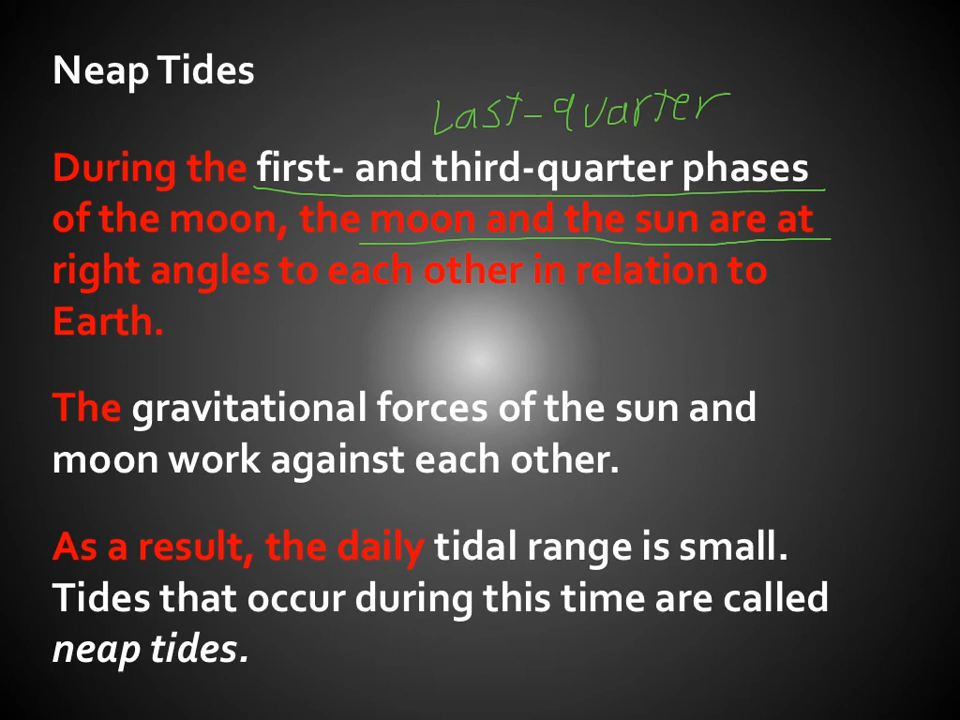 Neap Tides
Last-quarter
During the first- and third-quarter phases
of the moon, the moon and the sun are at
right angles to each other in relation to
Earth.
The gravitational forces of the sun and
moon work against each other.
As a result, the daily tidal range is small.
Tides that occur during this time are called
neap tides.